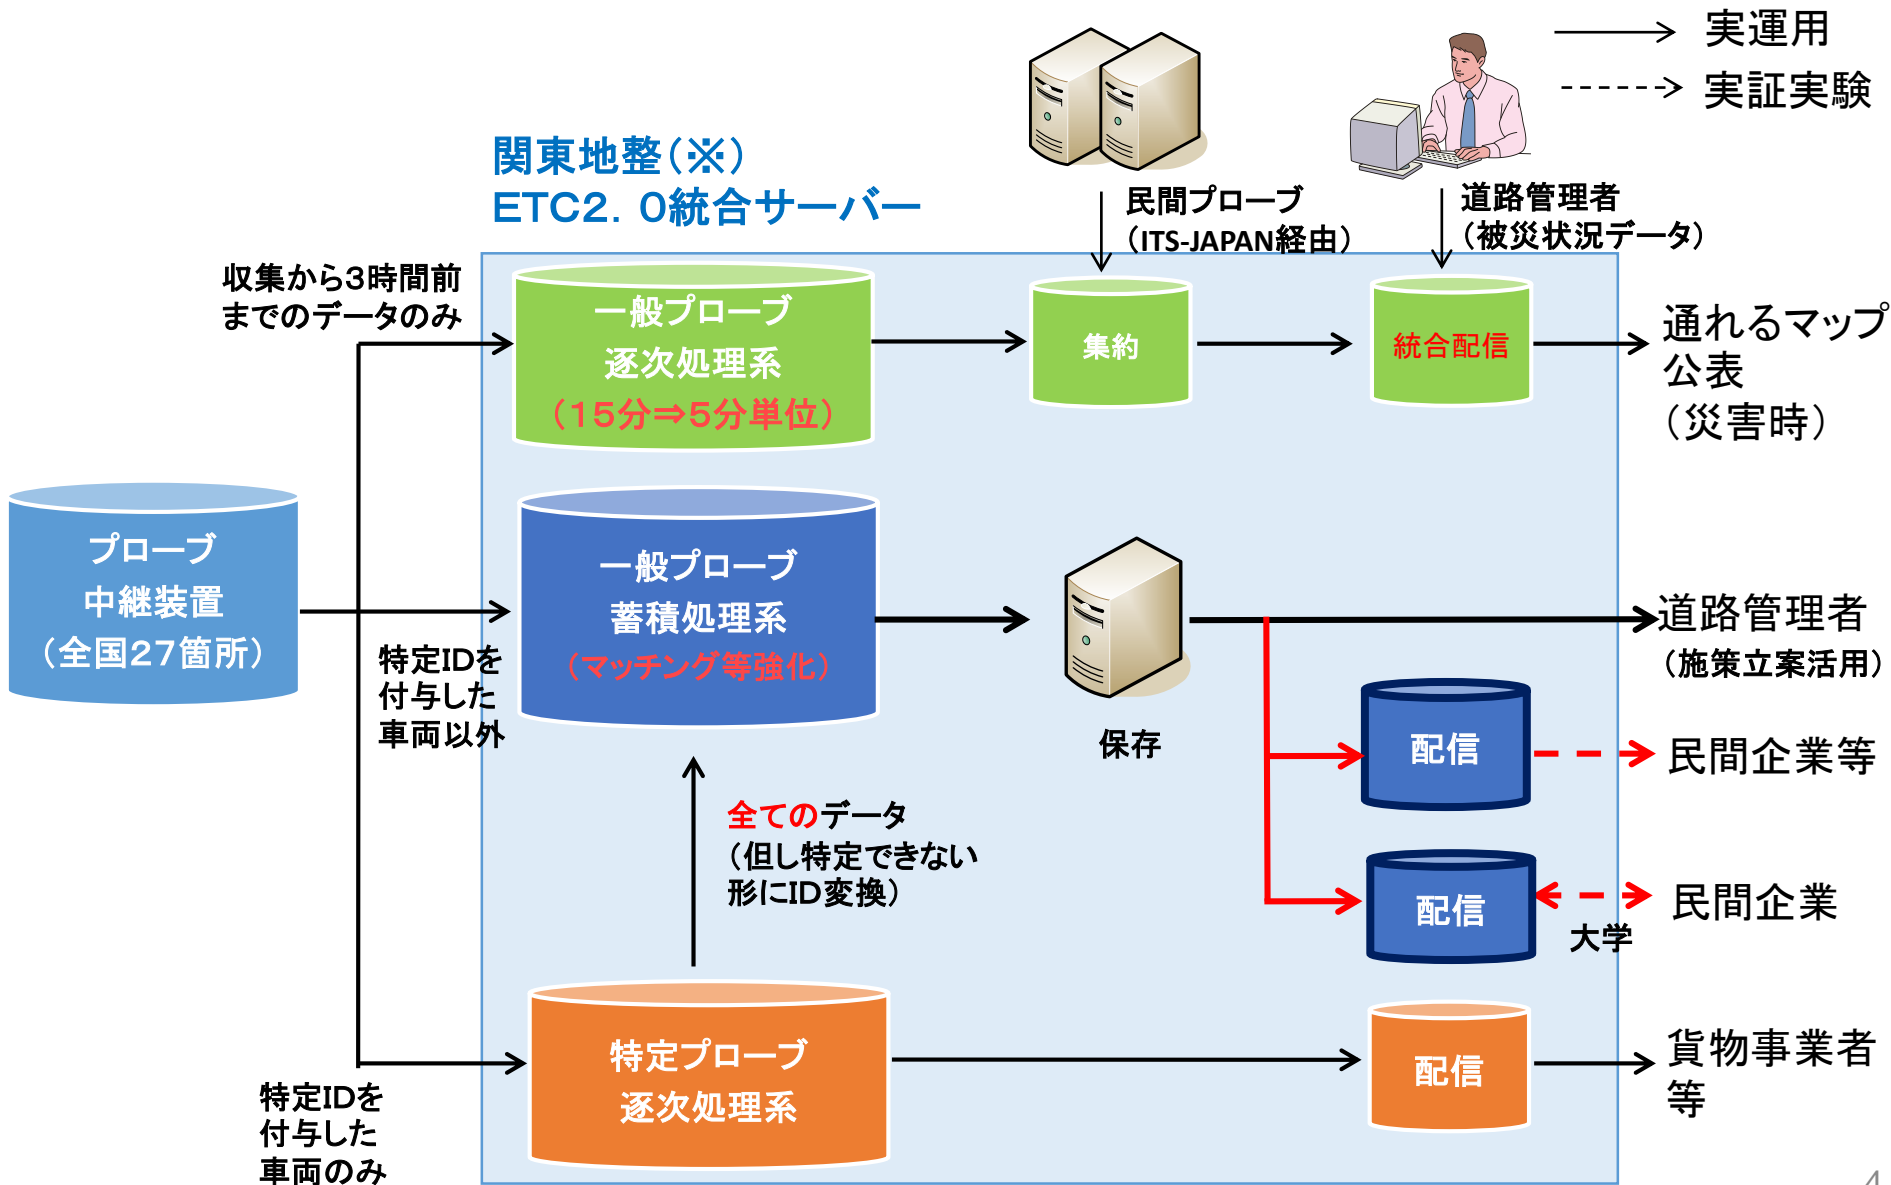 実運用
実証実験
関東地整(※)
ETC2．0統合サーバー
民間プローブ
（ITS-JAPAN経由）
道路管理者
（被災状況データ）
収集から3時間前
までのデータのみ
一般プローブ
逐次処理系
（15分⇒5分単位）
集約
統合配信
通れるマップ
公表
（災害時）
プローブ
中継装置
（全国27箇所）
一般プローブ
蓄積処理系
（マッチング等強化）
特定IDを
付与した
車両以外
保存
道路管理者
（施策立案活用）
配信
民間企業等
全てのデータ
（但し特定できない
形にID変換）
配信
民間企業
大学
特定プローブ
逐次処理系
配信
貨物事業者
等
特定IDを
付与した
車両のみ
4